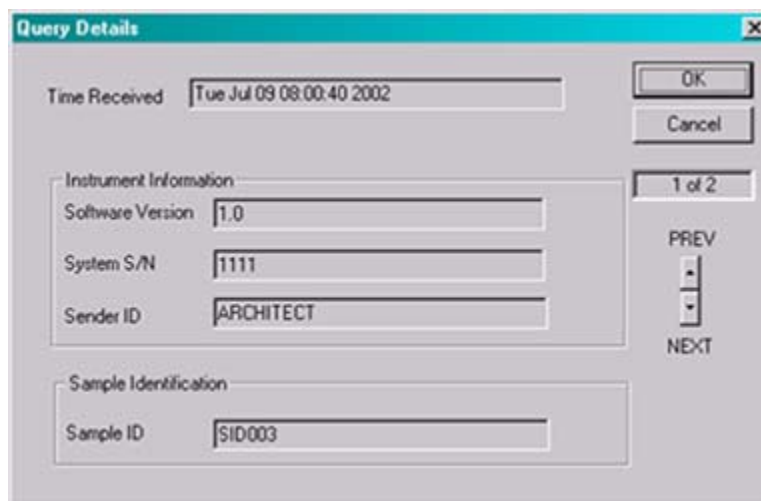 Query Details
Time Received Tue Jul 09 08:00:40 2002
OK
Cancel
Instrument Information
1 of 2
Software Version 1.0
PREV
System S/N 1111
Sender ID ARCHITECT
NEXT
Sample Identification
Sample ID SID003